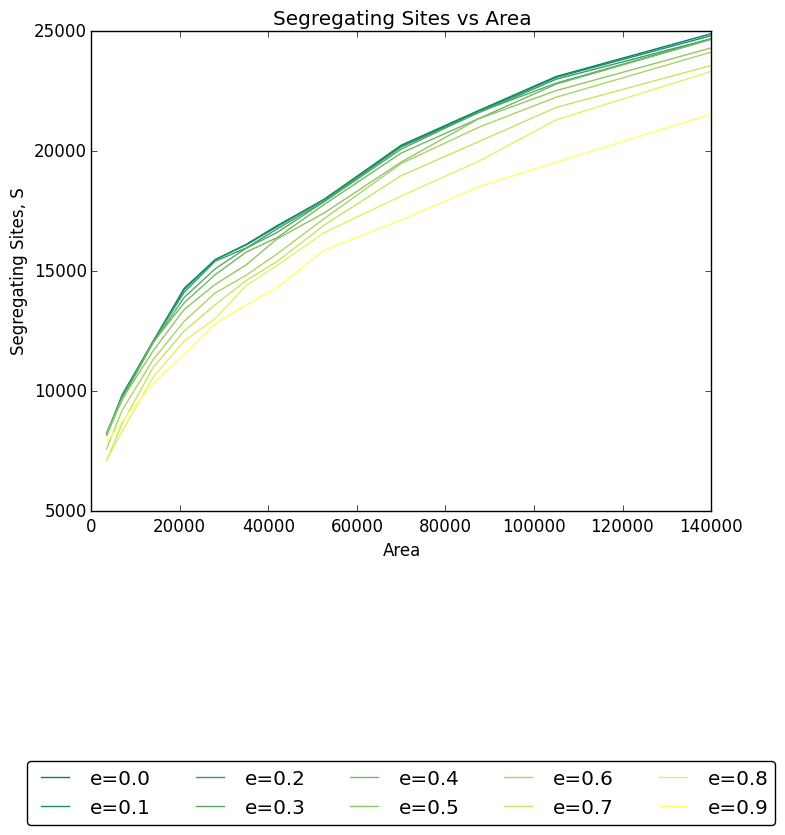 Segregating Sites vs Area
25000
20000
15000
10000
5000
Segregating Sites, S
0 20000 40000 60000 80000 100000 120000 140000
Area
e=0.0 e=0.2 e=0.4 e=0.6 e=0.8
e=0.1 e=0.3 e=0.5 e=0.7 e=0.9